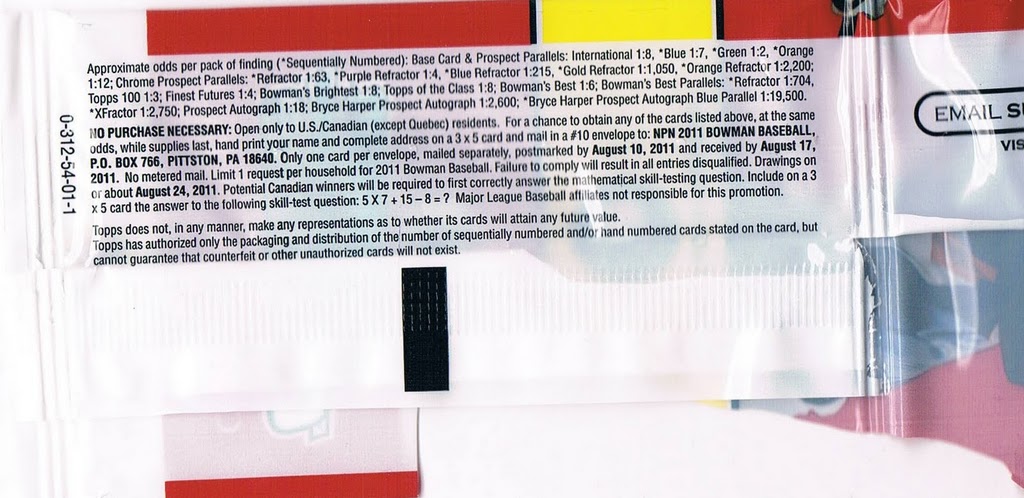 Approximate odds per pack of finding (*Sequentially Numbered): Base Card & Prospect Parallels: International 1:8, *Blue 1:7, *Green 1:2, *Orange
1:12; Chrome Prospect Parallels: *Refractor 1:63, *Purple Refractor 1:4, *Blue Refractor 1:215, *Gold Refractor 1:1,050, *Orange Refractor 1:2,200;
Topps 100 1:3; Finest Futures 1:4; Bowman's Brightest 1:8; Topps of the Class 1:8; Bowman's Best 1:6; Bowman's Best Parallels: *Refractor 1:704,
*XFractor 1:2,750; Prospect Autograph 1:18; Bryce Harper Prospect Autograph 1:2,600; *Bryce Harper Prospect Autograph Blue Parallel 1:19,500.
NO PURCHASE NECESSARY: Open only to U.S./Canadian (except Quebec) residents. For a chance to obtain any of the cards listed above, at the same
odds, while supplies last, hand print your name and complete address on a 3 x 5 card and mail in a #10 envelope to: NPN 2011 BOWMAN BASEBALL,
P.O. BOX 766, PITTSTON, PA 18640. Only one card per envelope, mailed separately, postmarked by August 10, 2011 and received by August 17,
2011. No metered mail. Limit 1 request per household for 2011 Bowman Baseball. Failure to comply will result in all entries disqualified. Drawings on
or about August 24, 2011. Potential Canadian winners will be required to first correctly answer the mathematical skill-testing question. Include on a 3
x 5 card the answer to the following skill-test question: 5 X 7 + 15 – 8 = ? Major League Baseball affiliates not responsible for this promotion.
Topps does not, in any manner, make any representations as to whether its cards will attain any future value.
Topps has authorized only the packaging and distribution of the number of sequentially numbered and/or hand numbered cards stated on the card, but
cannot guarantee that counterfeit or other unauthorized cards will not exist.
0-312-54-01-1
EMAIL S
VIS